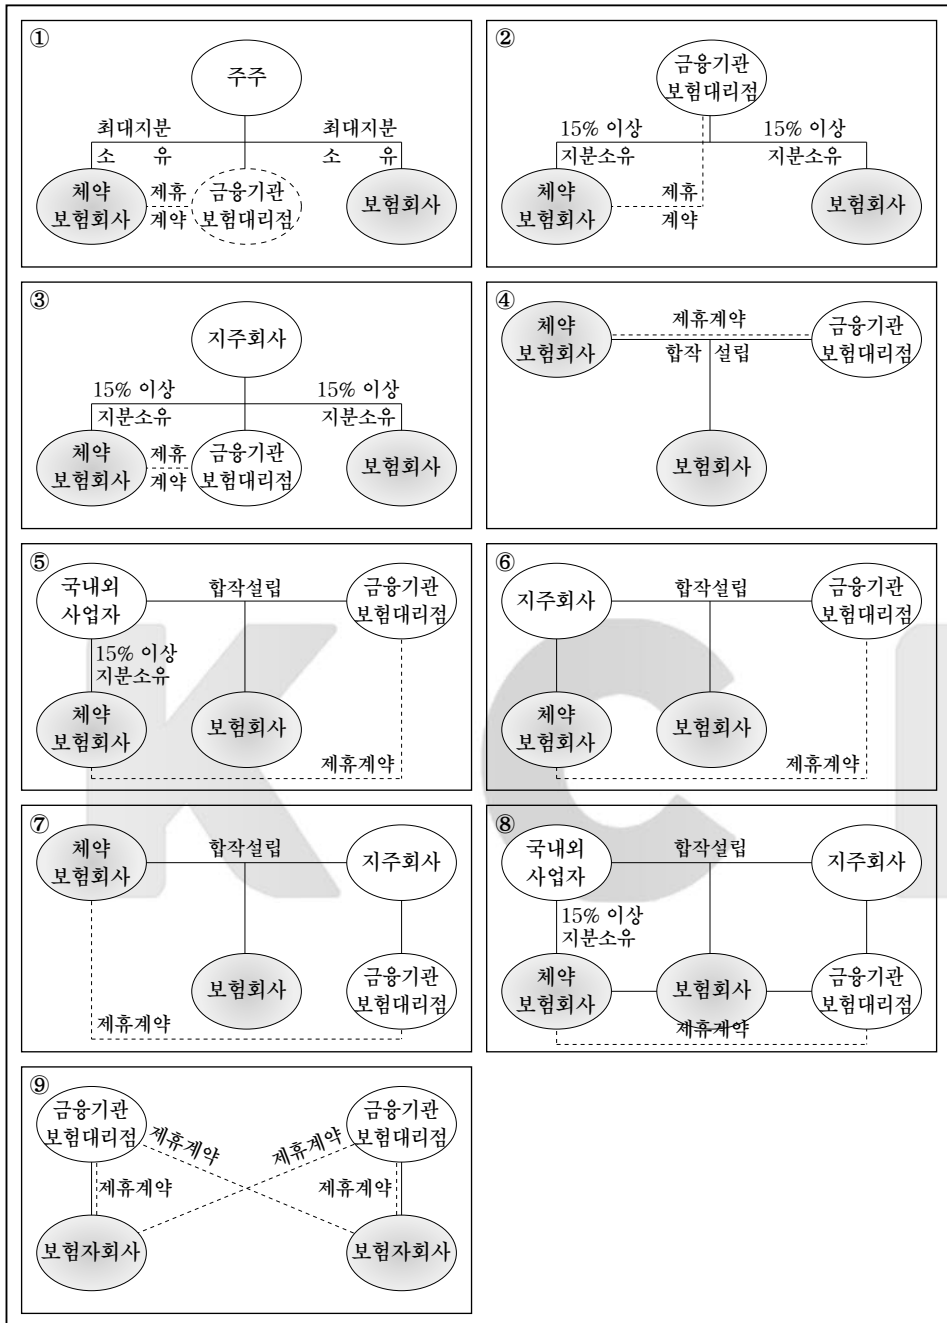 ①
주주
최대지분
최대지분
소 유
소 유
체약
보험회사
제휴
계약
금융기관
보험대리점
보험회사
②
금융기관
보험대리점
15% 이상
지분소유
15% 이상
지분소유
체약
보험회사
제휴
계약
보험회사
③
지주회사
15% 이상
지분소유
15% 이상
지분소유
체약
보험회사
제휴
계약
금융기관
보험대리점
보험회사
④
체약
보험회사
제휴계약
합작 설립
금융기관
보험대리점
보험회사
⑤
국내외
사업자
합작설립
금융기관
보험대리점
15% 이상
지분소유
체약
보험회사
보험회사
제휴계약
⑥
지주회사
합작설립
금융기관
보험대리점
체약
보험회사
보험회사
제휴계약
⑦
체약
보험회사
합작설립
지주회사
보험회사
금융기관
보험대리점
제휴계약
⑧
국내외
사업자
합작설립
지주회사
15% 이상
지분소유
체약
보험회사
보험회사
금융기관
보험대리점
제휴계약
⑨
금융기관
보험대리점
제휴계약
제휴계약
금융기관
보험대리점
제휴계약
제휴계약
보험자회사
보험자회사
KCI